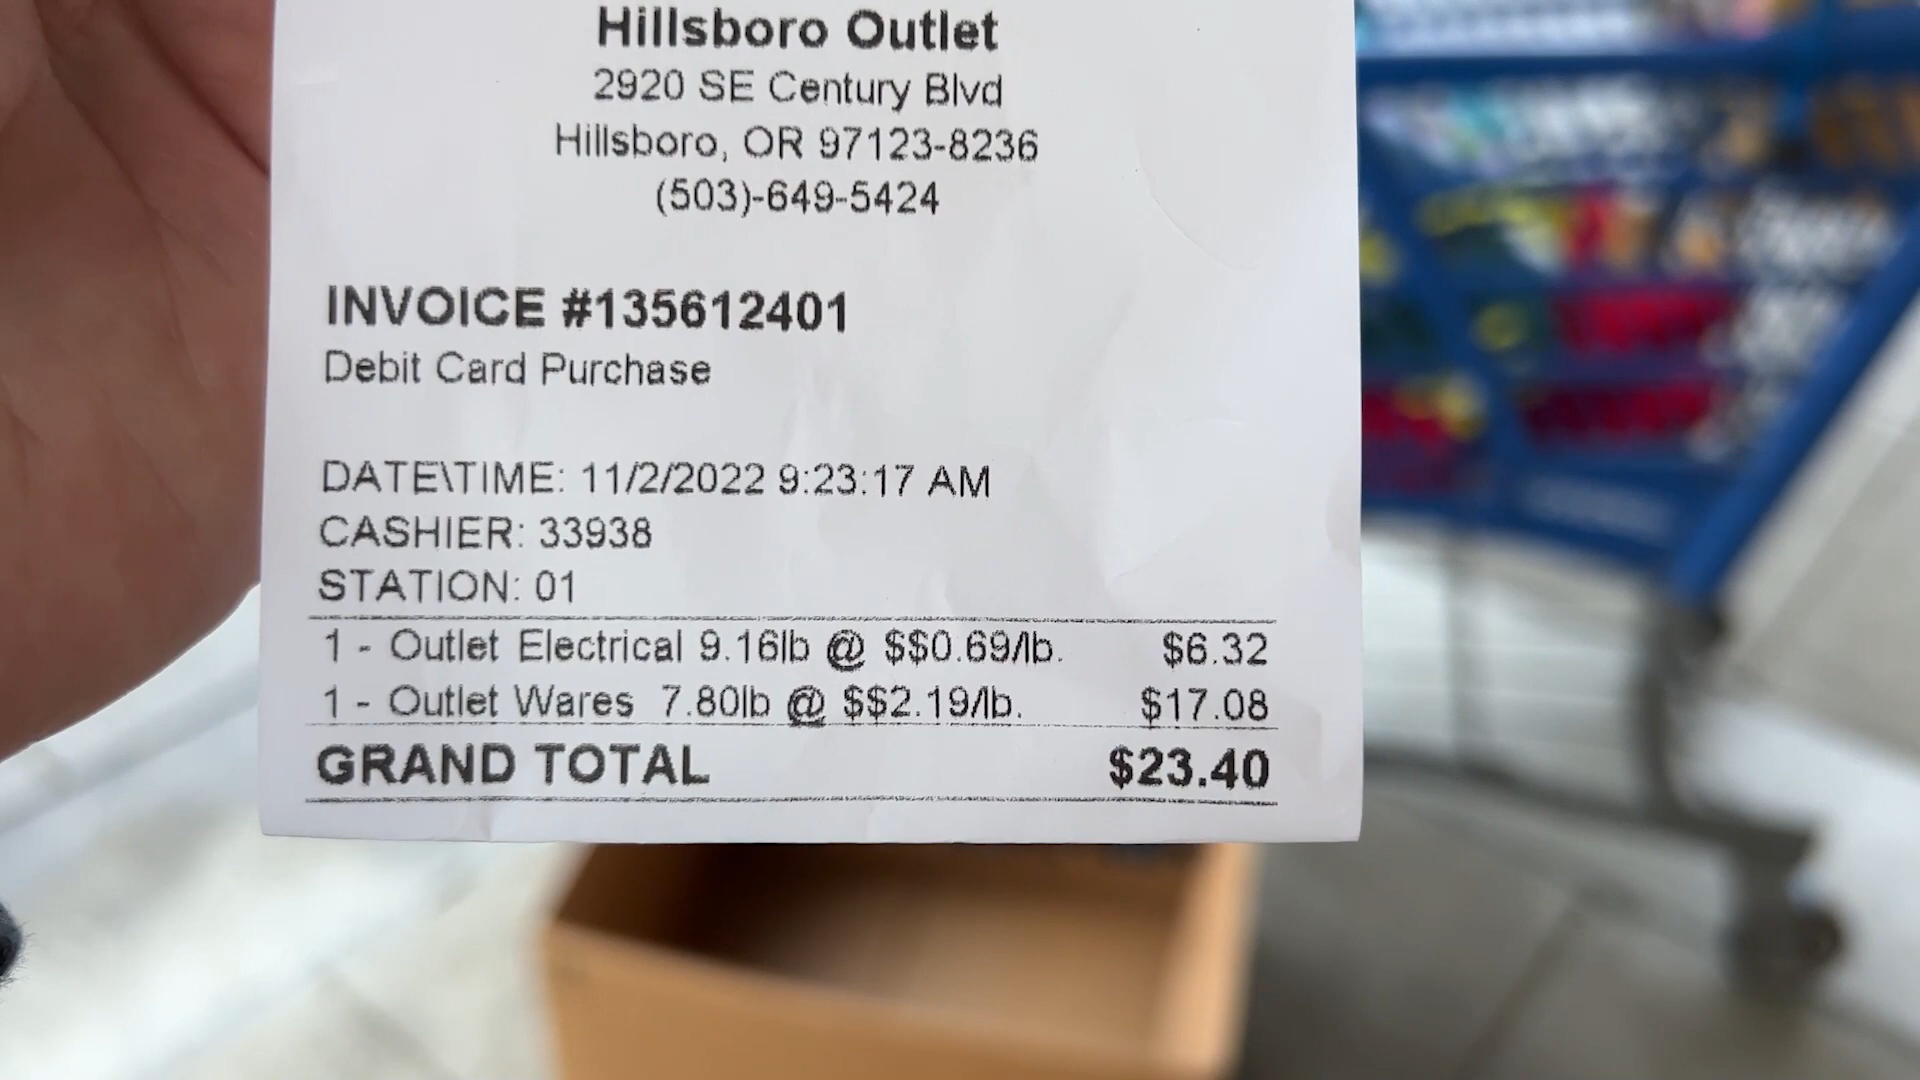 Hillsboro Outlet
2920 SE Century Blvd
Hillsboro, OR 97123-8236
(503)-649-5424
INVOICE #135612401
Debit Card Purchase
DATE\TIME: 11/2/2022 9:23:17 AM
CASHIER: 33938
STATION: 01
1 - Outlet Electrical 9.16lb @ $$0.69/lb. $6.32
1 - Outlet Wares 7.80lb @ $$2.19/lb. $17.08
GRAND TOTAL $23.40